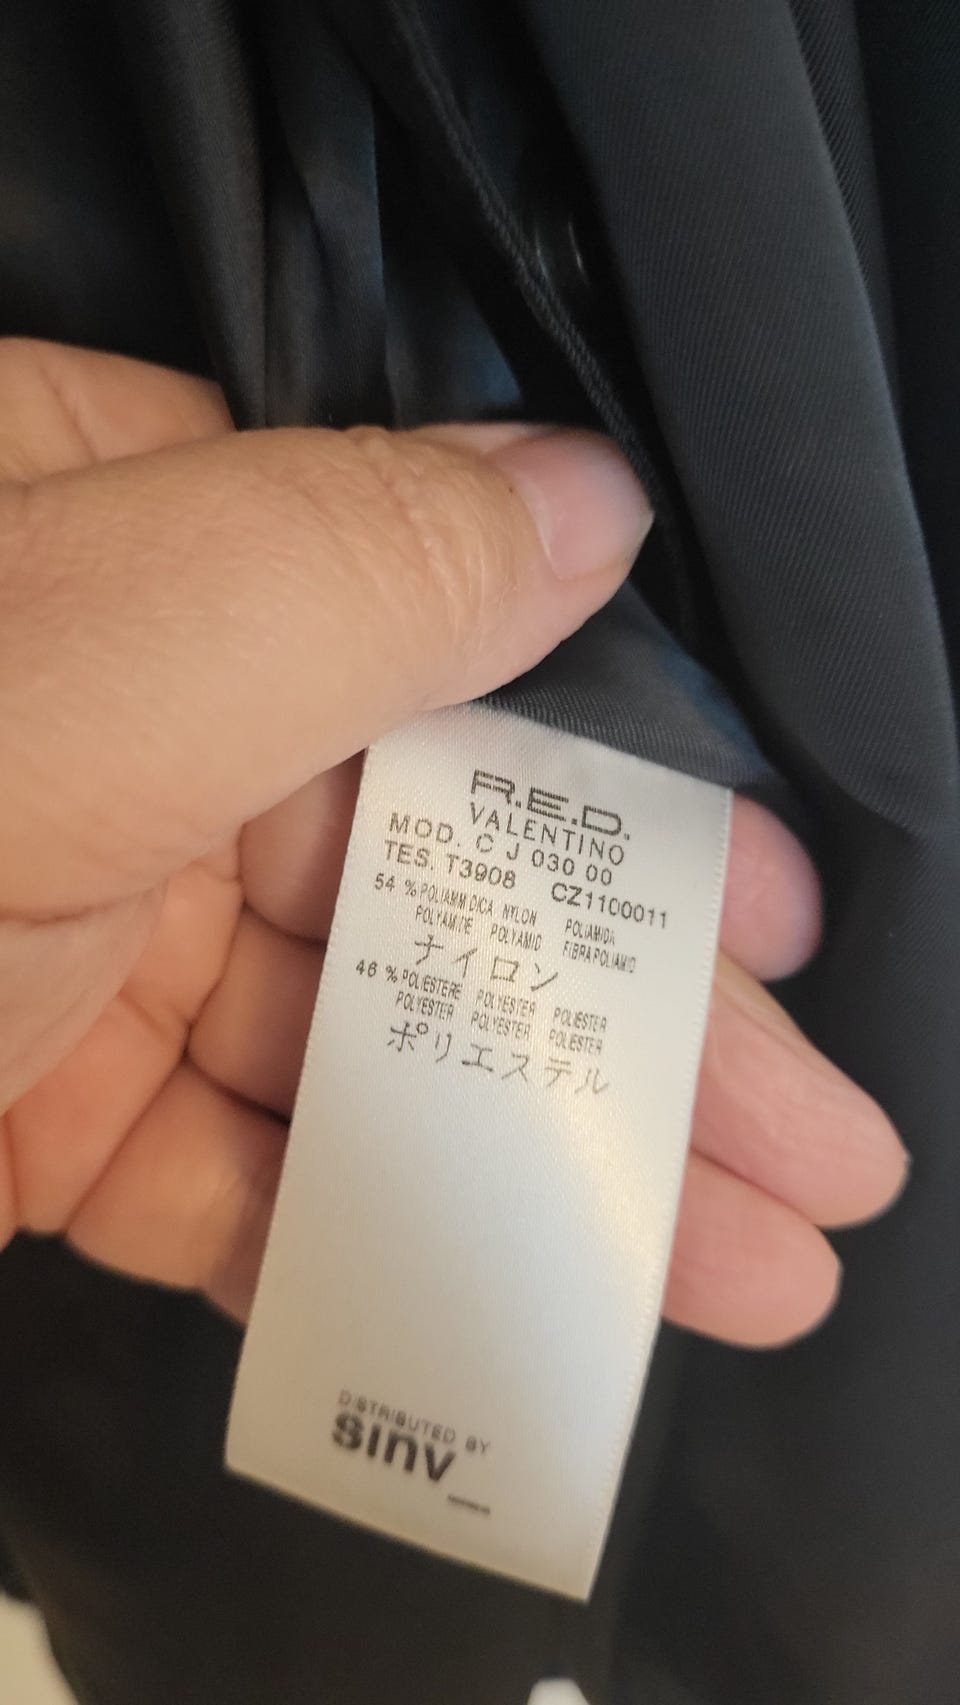 R.E.D.
VALENTINO
MOD. C J 030 00
TES. T3908 CZ1100011
54 % POLIAMMIDICA NYLON POLIAMIDA
POLYAMIDE POLYAMID FIBRA POLIAMID
ナイロン
46 % POLIESTERE POLYESTER POLIESTER
POLYESTER POLYESTER POLIESTER
ポリエステル
DISTRIBUTED BY
sinv_